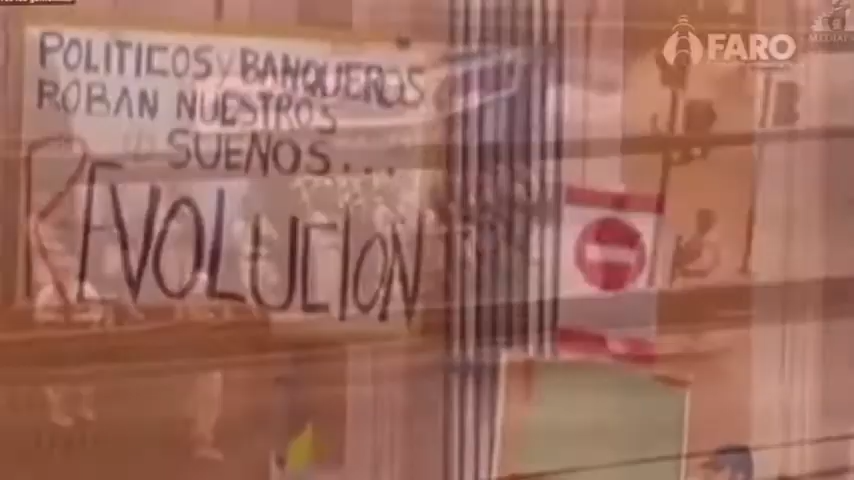 FARO
POLITICOS y BANQUEROS
ROBAN NUESTROS
SUEÑOS...
REVOLUCION